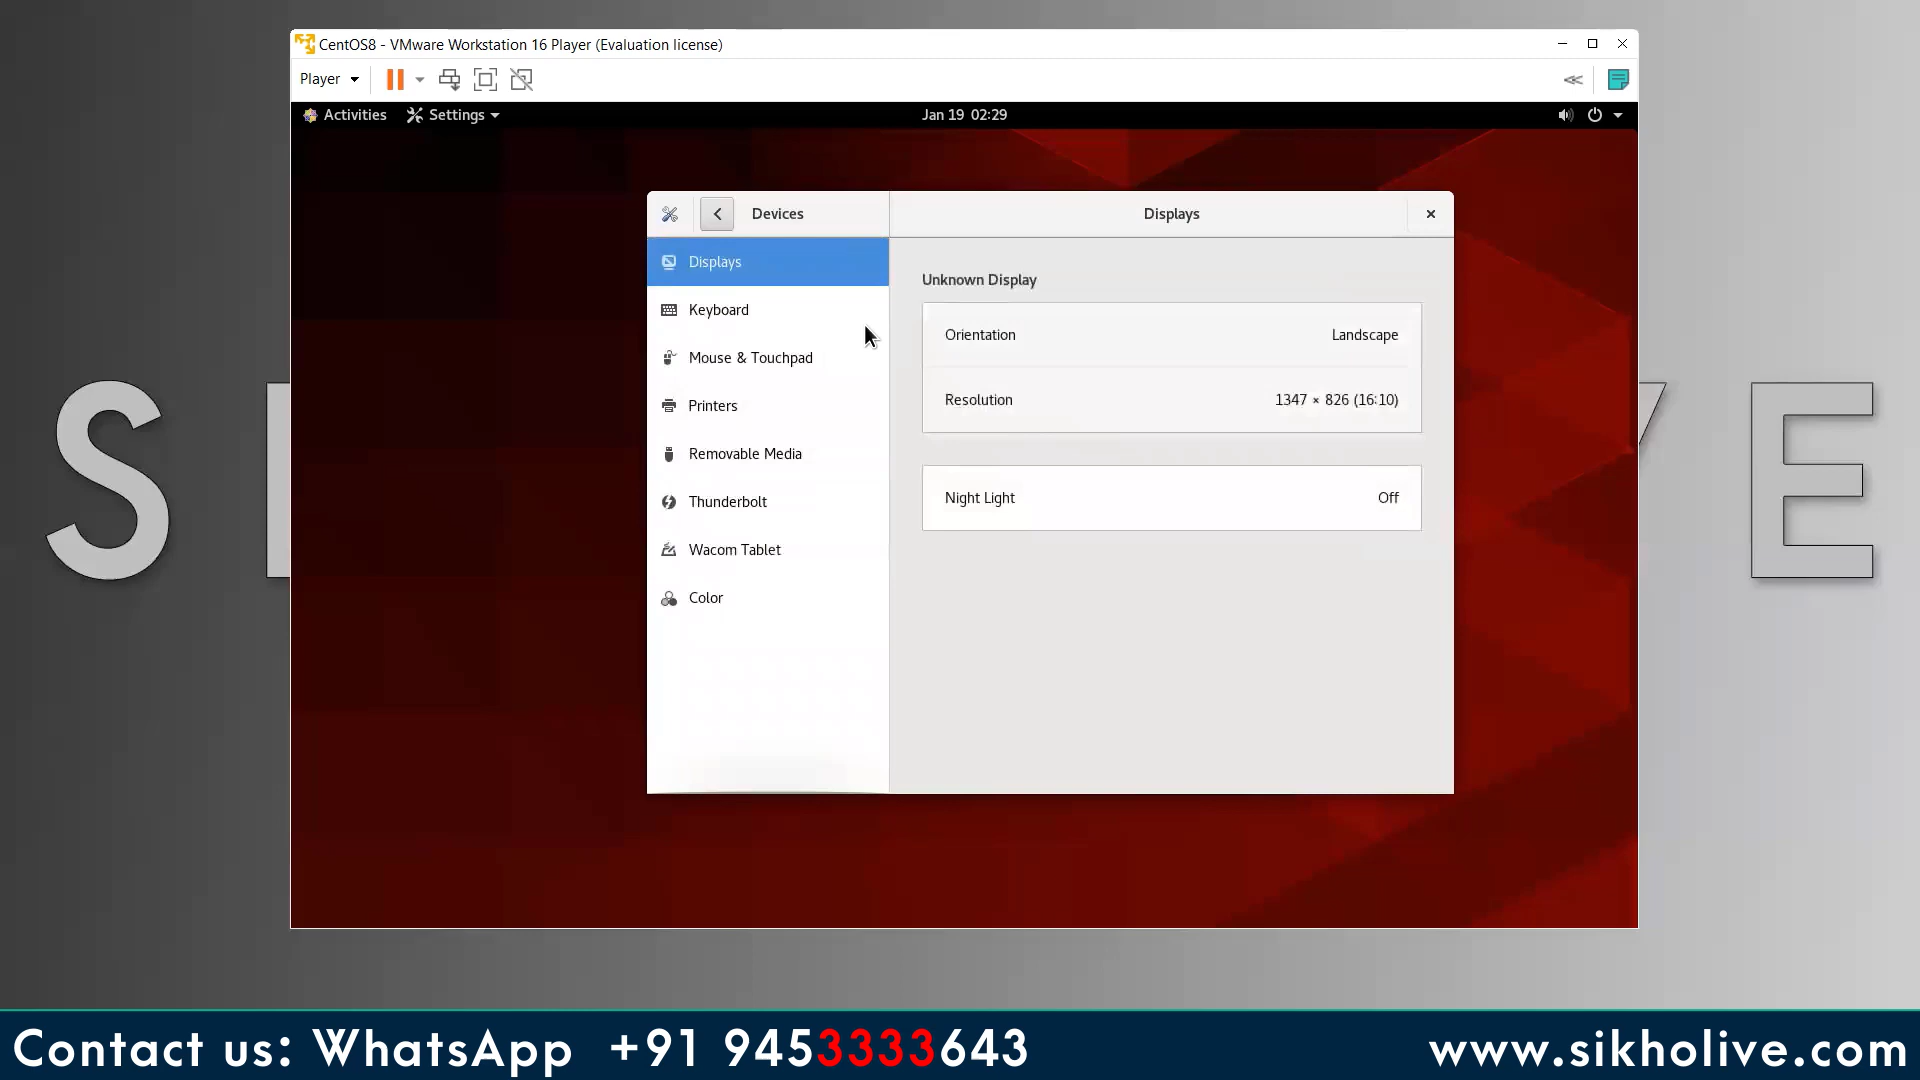 CentOS8 - VMware Workstation 16 Player (Evaluation license)
Player
Activities
Settings
Jan 19 02:29
Devices
Displays
Displays
Keyboard
Mouse & Touchpad
Printers
Removable Media
Thunderbolt
Wacom Tablet
Color
Unknown Display
Orientation
Landscape
Resolution
1347 × 826 (16:10)
Night Light
Off
S
E
Contact us: WhatsApp +91 9453333643
www.sikholive.com